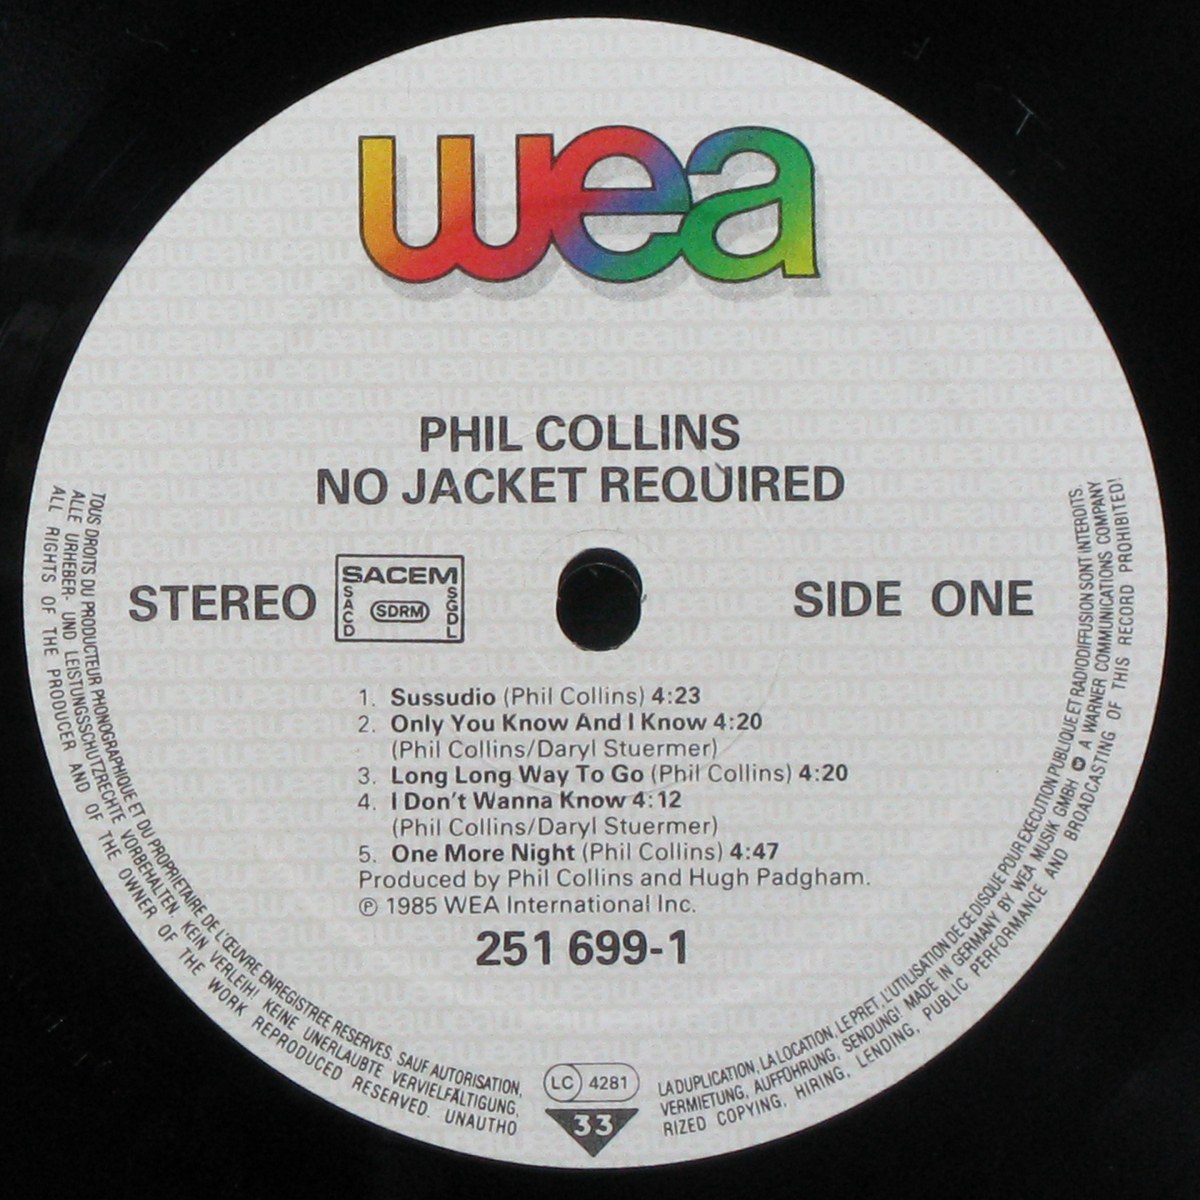 wea
PHIL COLLINS
NO JACKET REQUIRED
STEREO
SACEM
SACD
SDRM
SGDL
SIDE ONE
1. Sussudio (Phil Collins) 4:23
2. Only You Know And I Know 4:20
(Phil Collins/Daryl Stuermer)
3. Long Long Way To Go (Phil Collins) 4:20
4. I Don't Wanna Know 4:12
(Phil Collins/Daryl Stuermer)
5. One More Night (Phil Collins) 4:47
Produced by Phil Collins and Hugh Padgham.
℗ 1985 WEA International Inc.
251 699-1
LC 4281
33
TOUS DROITS DU PRODUCTEUR PHONOGRAPHIQUE ET DU PROPRIETAIRE DE L'ŒUVRE ENREGISTREE RESERVES. SAUF AUTORISATION, LA DUPLICATION, LA LOCATION, LE PRET, L'UTILISATION DE CE DISQUE POUR EXECUTION PUBLIQUE ET RADIODIFFUSION SONT INTERDITS.
ALLE URHEBER- UND LEISTUNGSSCHUTZRECHTE VORBEHALTEN. KEIN VERLEIH! KEINE UNERLAUBTE VERVIELFÄLTIGUNG, VERMIETUNG, AUFFÜHRUNG, SENDUNG! MADE IN GERMANY BY WEA MUSIK GMBH A WARNER COMMUNICATIONS COMPANY
ALL RIGHTS OF THE PRODUCER AND OF THE OWNER OF THE WORK REPRODUCED RESERVED. UNAUTHORIZED COPYING, HIRING, LENDING, PUBLIC PERFORMANCE AND BROADCASTING OF THIS RECORD PROHIBITED!